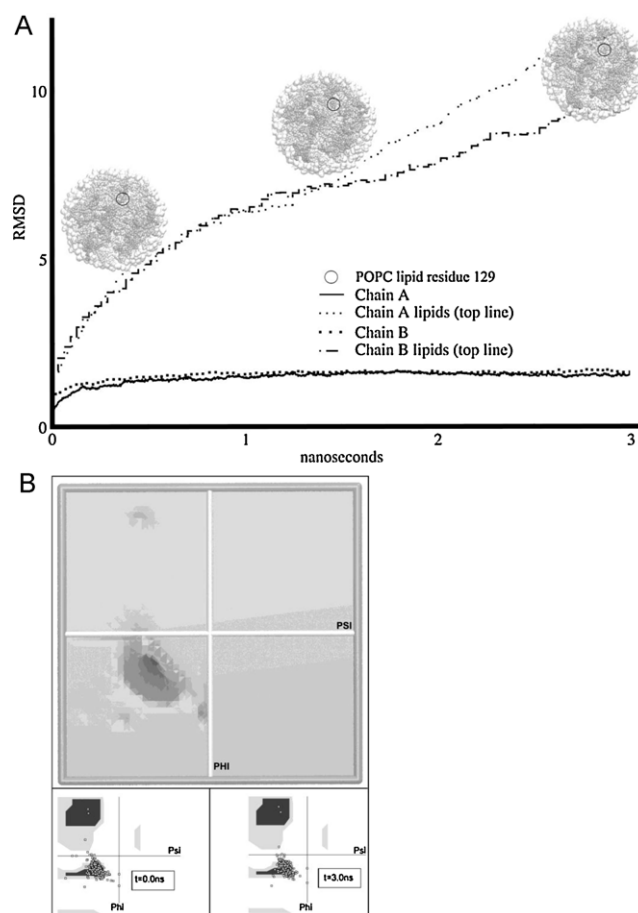 A
10
5
0
RMSD
POPC lipid residue 129
Chain A
Chain A lipids (top line)
Chain B
Chain B lipids (top line)
0 1 2 3
nanoseconds
B
PSI
PHI
Psi
t=0.0ns
Phi
Psi
t=3.0ns
Phi